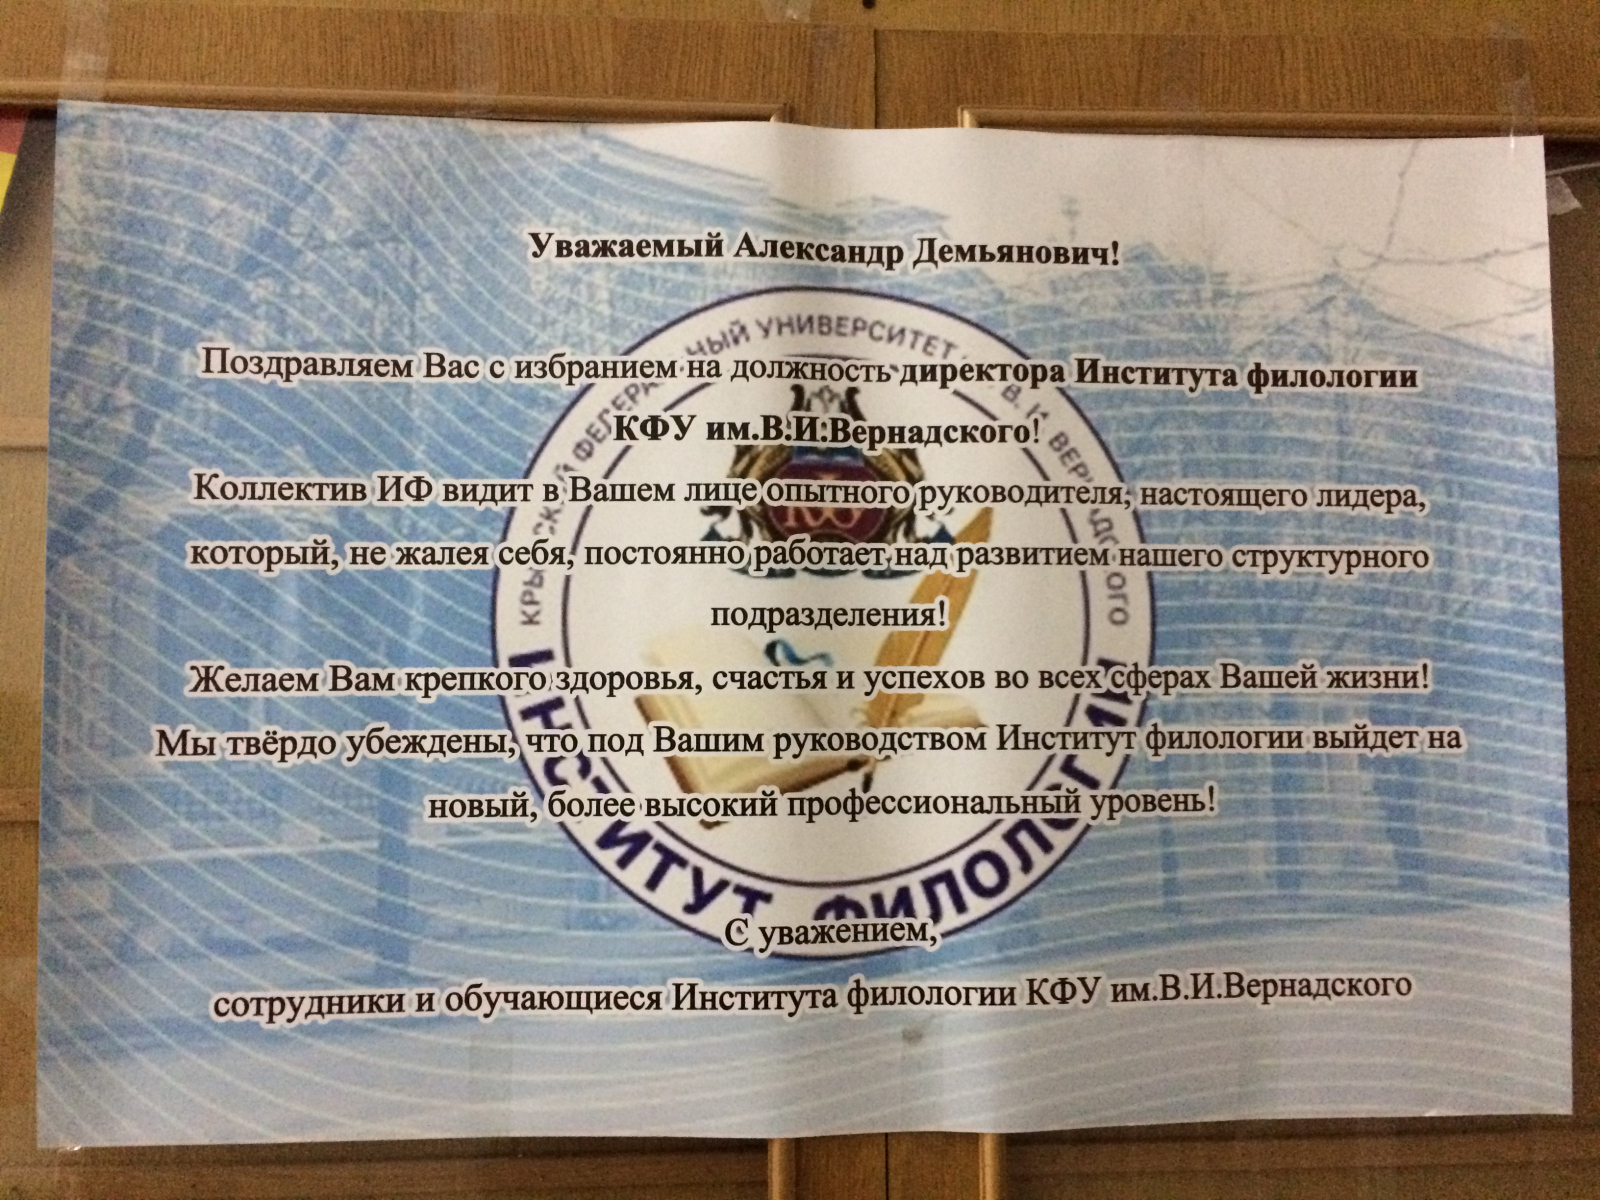 Уважаемый Александр Демьянович!
Поздравляем Вас с избранием на должность директора Института филологии
КФУ им.В.И.Вернадского!
Коллектив ИФ видит в Вашем лице опытного руководителя, настоящего лидера,
который, не жалея себя, постоянно работает над развитием нашего структурного
подразделения!
Желаем Вам крепкого здоровья, счастья и успехов во всех сферах Вашей жизни!
Мы твёрдо убеждены, что под Вашим руководством Институт филологии выйдет на
новый, более высокий профессиональный уровень!
С уважением,
сотрудники и обучающиеся Института филологии КФУ им.В.И.Вернадского
УНИВЕРСИТЕТ
ИНСТИТУТ ФИЛОЛОГИИ